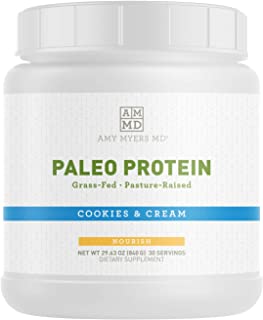 AM
MD
AMY MYERS MD®
PALEO PROTEIN
Grass-Fed • Pasture-Raised
COOKIES & CREAM
NOURISH
NET WT 29.63 OZ (840 G) 30 SERVINGS
DIETARY SUPPLEMENT